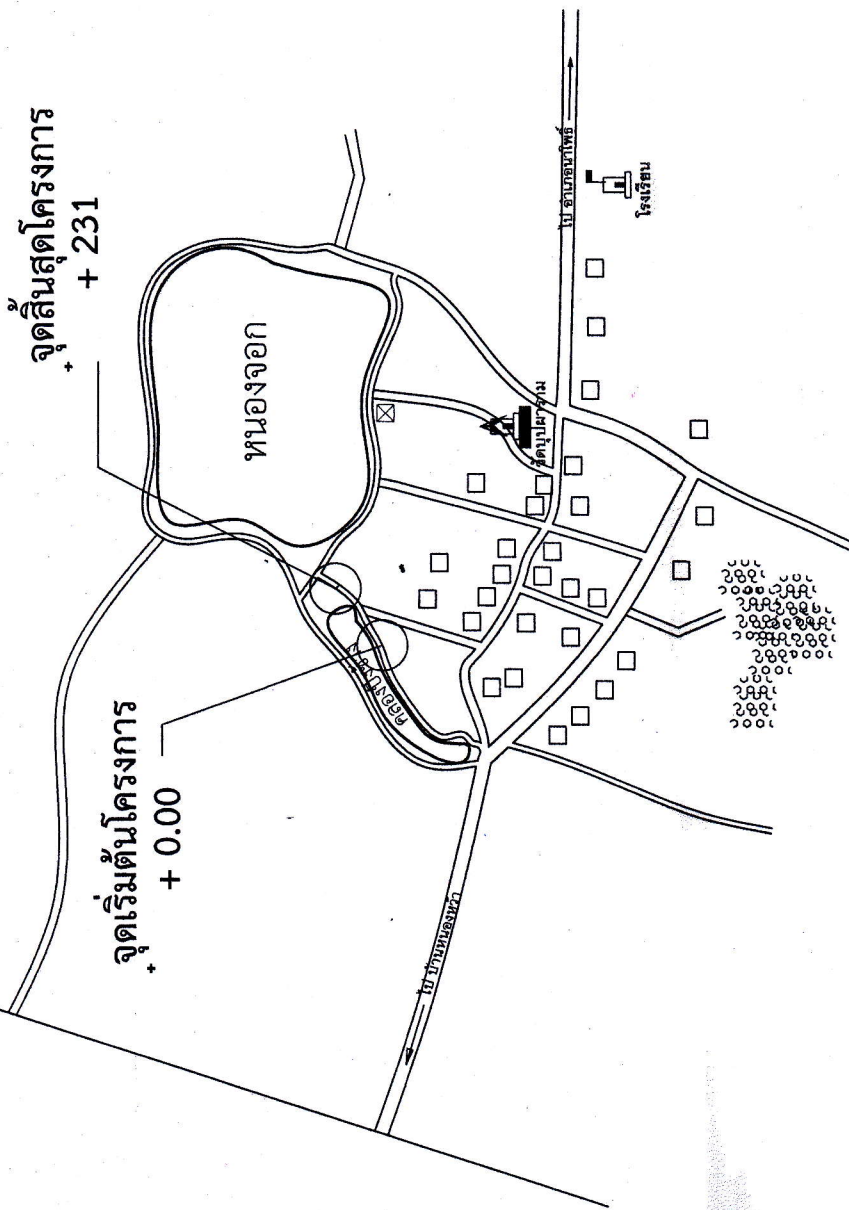 จุดสิ้นสุดโครงการ
+ 231
หนองจอก
ไป อำเภอนาโพธิ์
โรงเรียน
วัดบุปผาราม
จุดเริ่มต้นโครงการ
+ 0.00
ไป บ้านหนองหว้า